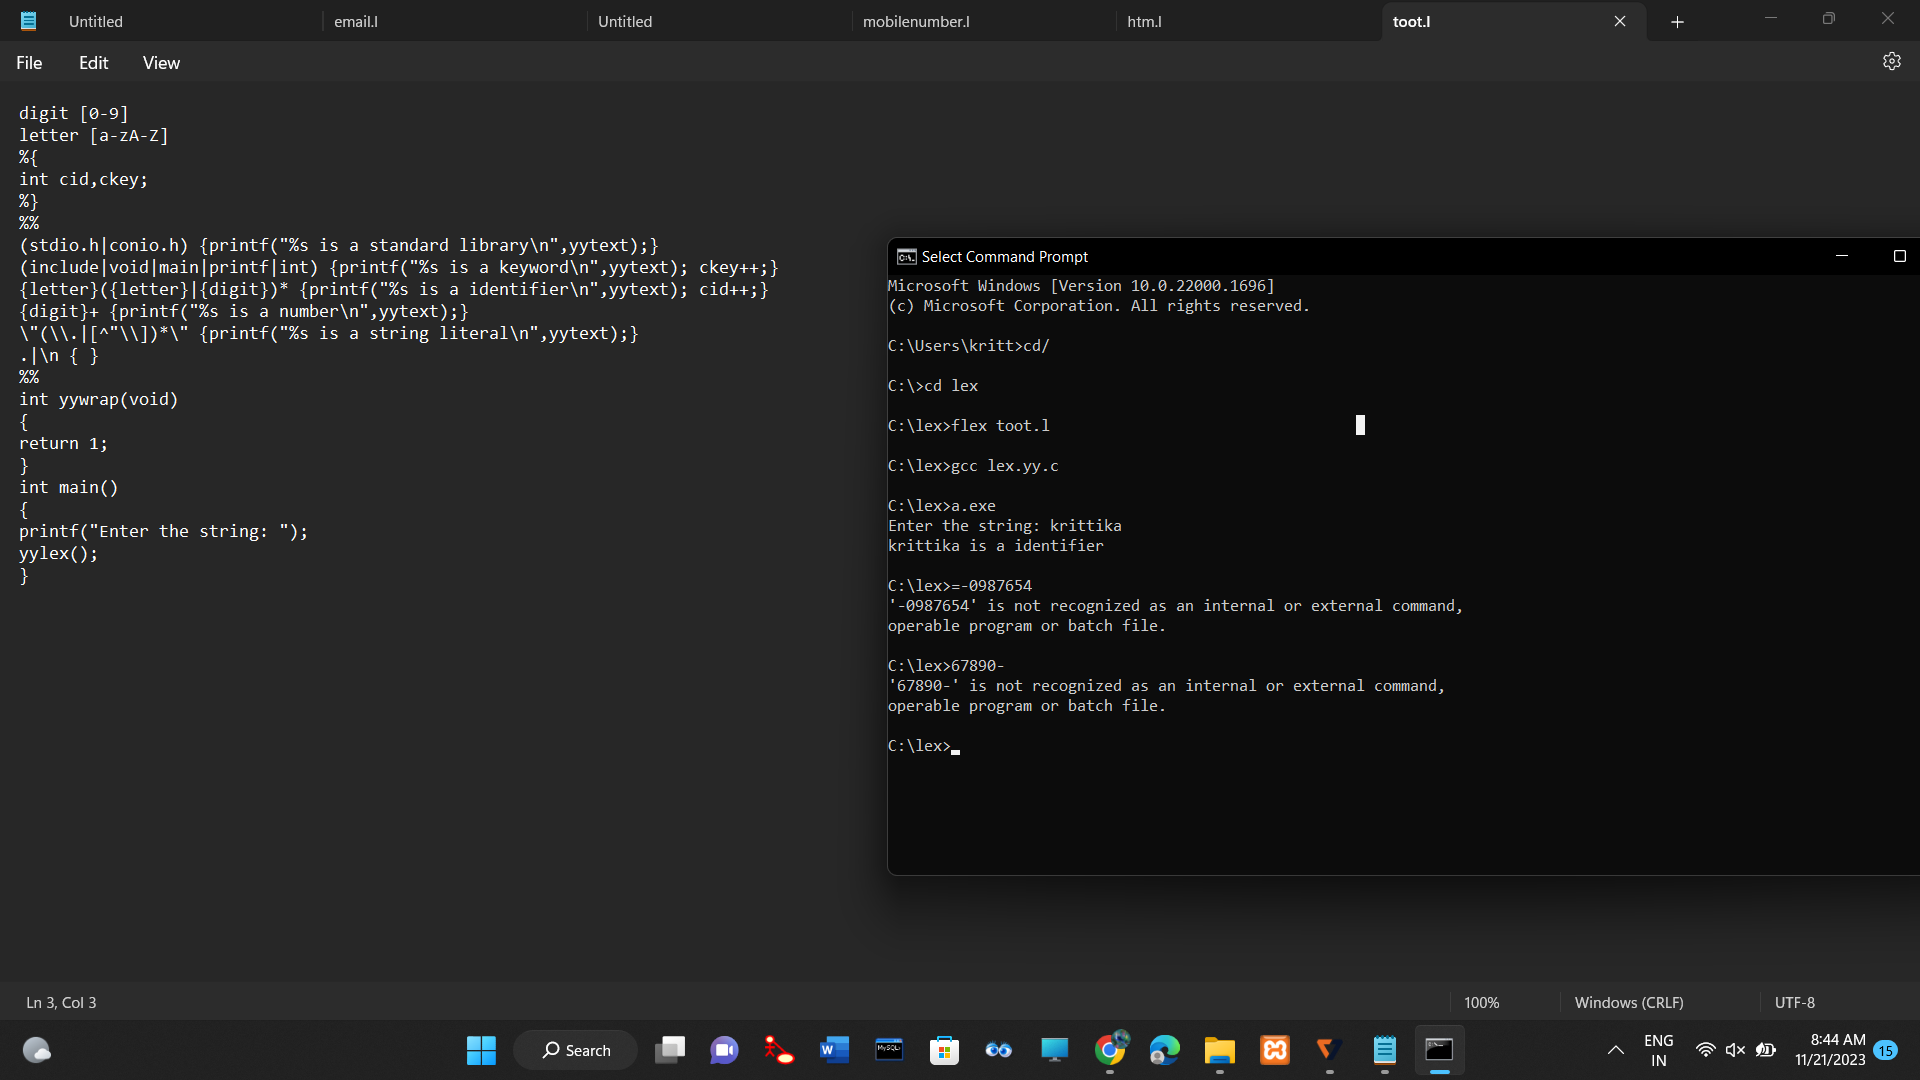 Untitled
email.l
Untitled
mobilenumber.l
htm.l
toot.l
File Edit View
digit [0-9]
letter [a-zA-Z]
%{
int cid,ckey;
%}
%%
(stdio.h|conio.h) {printf("%s is a standard library\n",yytext);}
(include|void|main|printf|int) {printf("%s is a keyword\n",yytext); ckey++;}
{letter}({letter}|{digit})* {printf("%s is a identifier\n",yytext); cid++;}
{digit}+ {printf("%s is a number\n",yytext);}
\"(\\.|[^"\\])*\" {printf("%s is a string literal\n",yytext);}
.|\n { }
%%
int yywrap(void)
{
return 1;
}
int main()
{
printf("Enter the string: ");
yylex();
}
Select Command Prompt
Microsoft Windows [Version 10.0.22000.1696]
(c) Microsoft Corporation. All rights reserved.
C:\Users\kritt>cd/
C:\>cd lex
C:\lex>flex toot.l
C:\lex>gcc lex.yy.c
C:\lex>a.exe
Enter the string: krittika
krittika is a identifier
C:\lex>=-0987654
'-0987654' is not recognized as an internal or external command,
operable program or batch file.
C:\lex>67890-
'67890-' is not recognized as an internal or external command,
operable program or batch file.
C:\lex>
Ln 3, Col 3
100%
Windows (CRLF)
UTF-8
Search
MySQL
ENG
IN
8:44 AM
11/21/2023
15